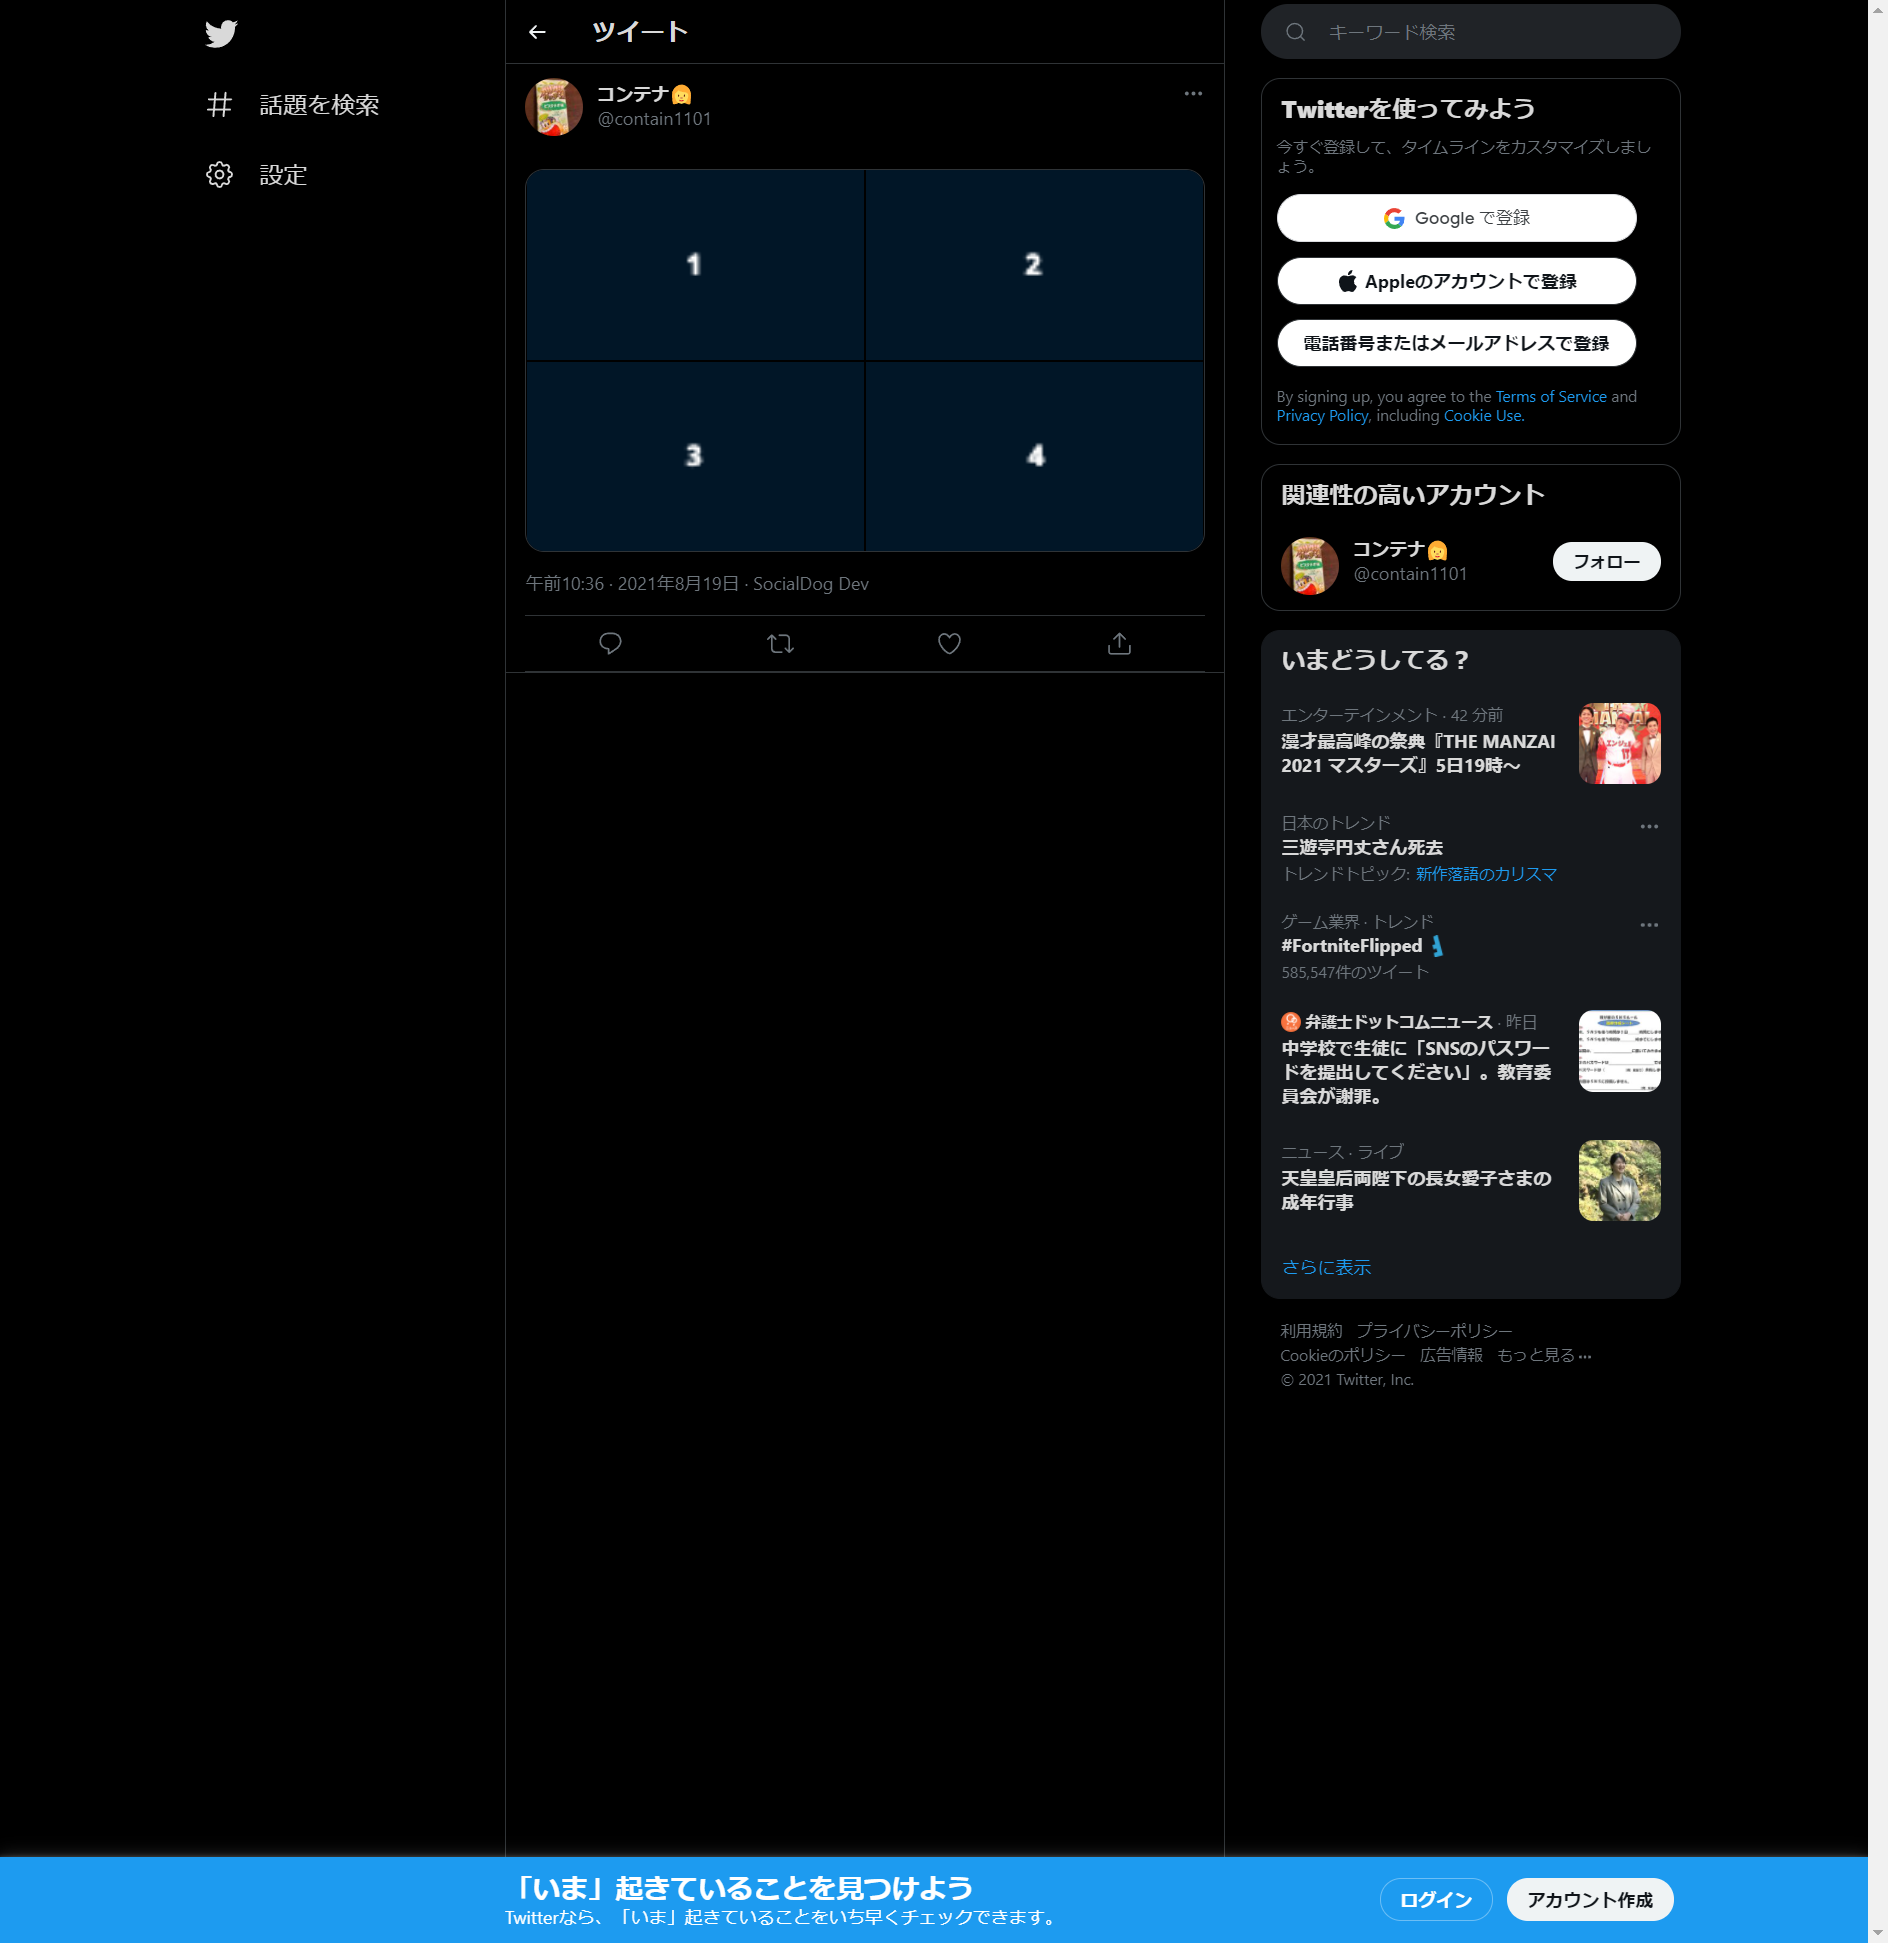 話題を検索
設定
ツイート
コンテナ👱‍♀️
@contain1101
1
2
3
4
午前10:36 · 2021年8月19日 · SocialDog Dev
キーワード検索
Twitterを使ってみよう
今すぐ登録して、タイムラインをカスタマイズしまし
ょう。
Google で登録
Appleのアカウントで登録
電話番号またはメールアドレスで登録
By signing up, you agree to the Terms of Service and
Privacy Policy, including Cookie Use.
関連性の高いアカウント
コンテナ👱‍♀️
@contain1101
フォロー
いまどうしてる？
エンターテインメント · 42 分前
漫才最高峰の祭典『THE MANZAI
2021 マスターズ』5日19時〜
日本のトレンド
三遊亭円丈さん死去
トレンドトピック: 新作落語のカリスマ
ゲーム業界 · トレンド
#FortniteFlipped
585,547件のツイート
弁護士ドットコムニュース · 昨日
中学校で生徒に「SNSのパスワー
ドを提出してください」。教育委
員会が謝罪。
ニュース · ライブ
天皇皇后両陛下の長女愛子さまの
成年行事
さらに表示
利用規約 プライバシーポリシー
Cookieのポリシー 広告情報 もっと見る ···
© 2021 Twitter, Inc.
「いま」起きていることを見つけよう
Twitterなら、「いま」起きていることをいち早くチェックできます。
ログイン
アカウント作成